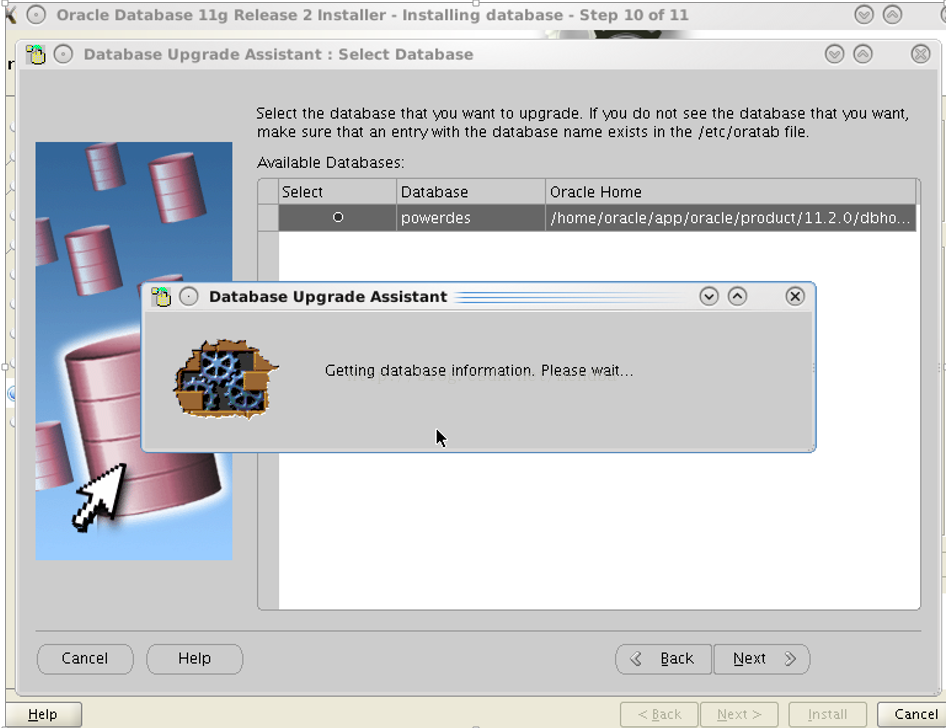 Oracle Database 11g Release 2 Installer - Installing database - Step 10 of 11
Database Upgrade Assistant : Select Database
Select the database that you want to upgrade. If you do not see the database that you want,
make sure that an entry with the database name exists in the /etc/oratab file.
Available Databases:
Select Database Oracle Home
powerdes /home/oracle/app/oracle/product/11.2.0/dbho...
Database Upgrade Assistant
Getting database information. Please wait...
Cancel Help Back Next
Help < Back Next > Install Cancel